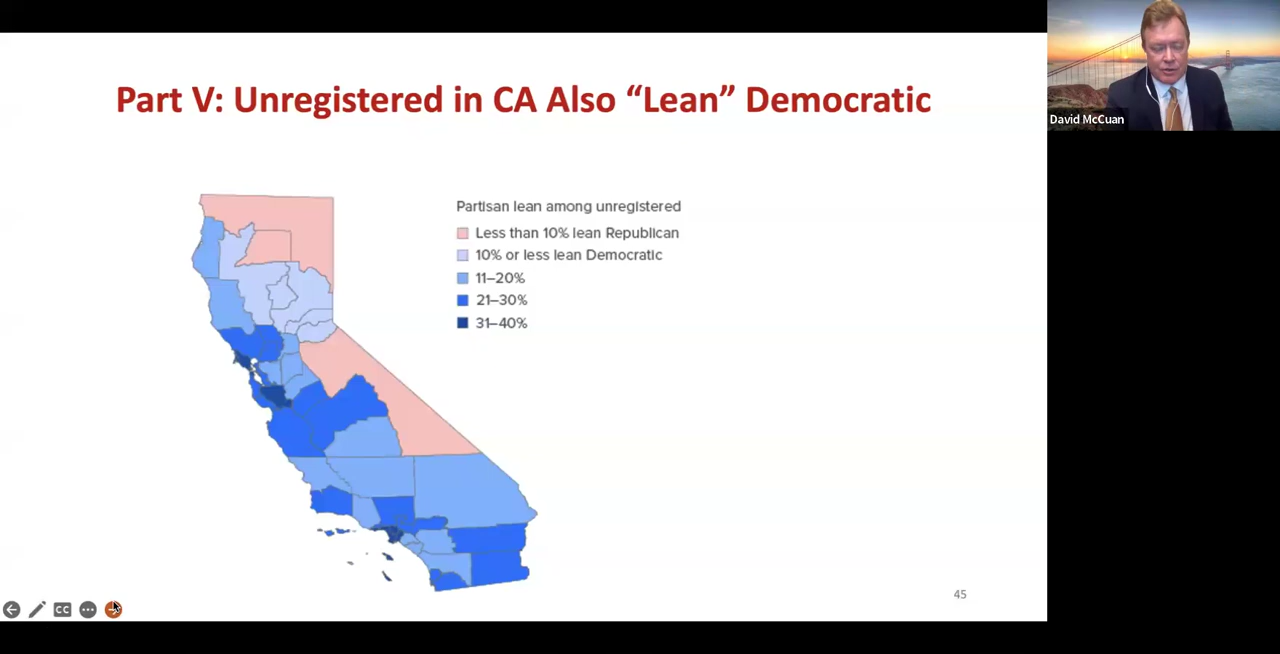 Part V: Unregistered in CA Also “Lean” Democratic
David McCuan
Partisan lean among unregistered
Less than 10% lean Republican
10% or less lean Democratic
11–20%
21–30%
31–40%
45
CC